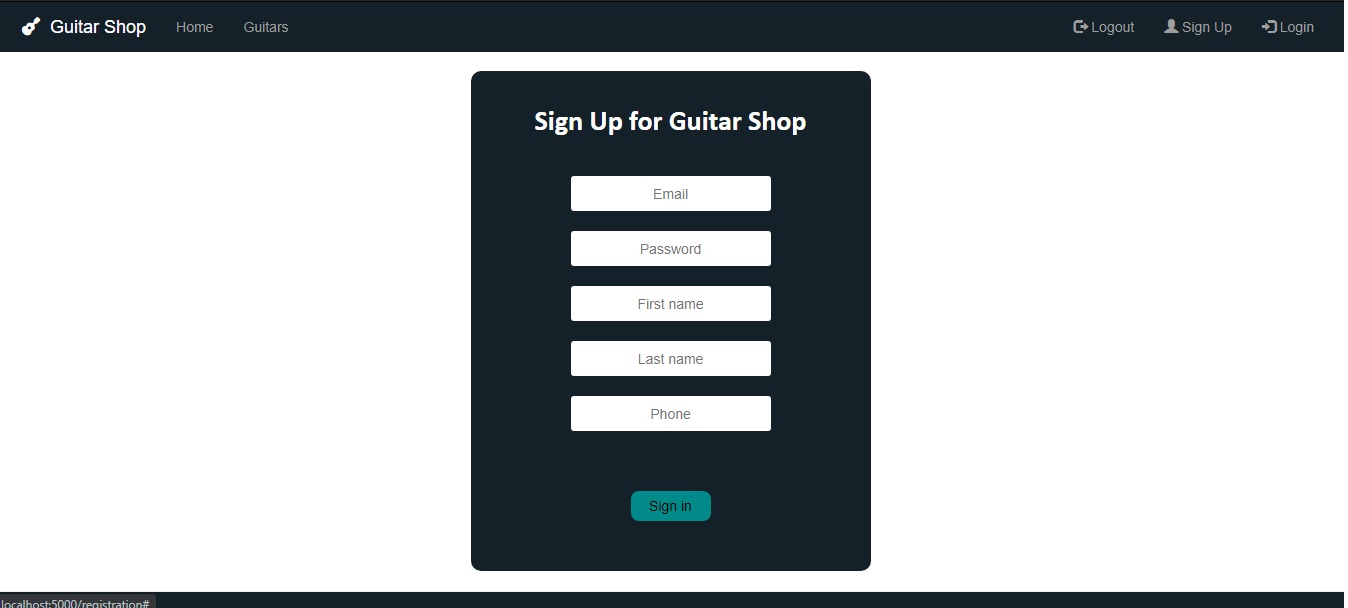 Guitar Shop Home Guitars Logout Sign Up Login
Sign Up for Guitar Shop
Email
Password
First name
Last name
Phone
Sign in
localhost:5000/registration#